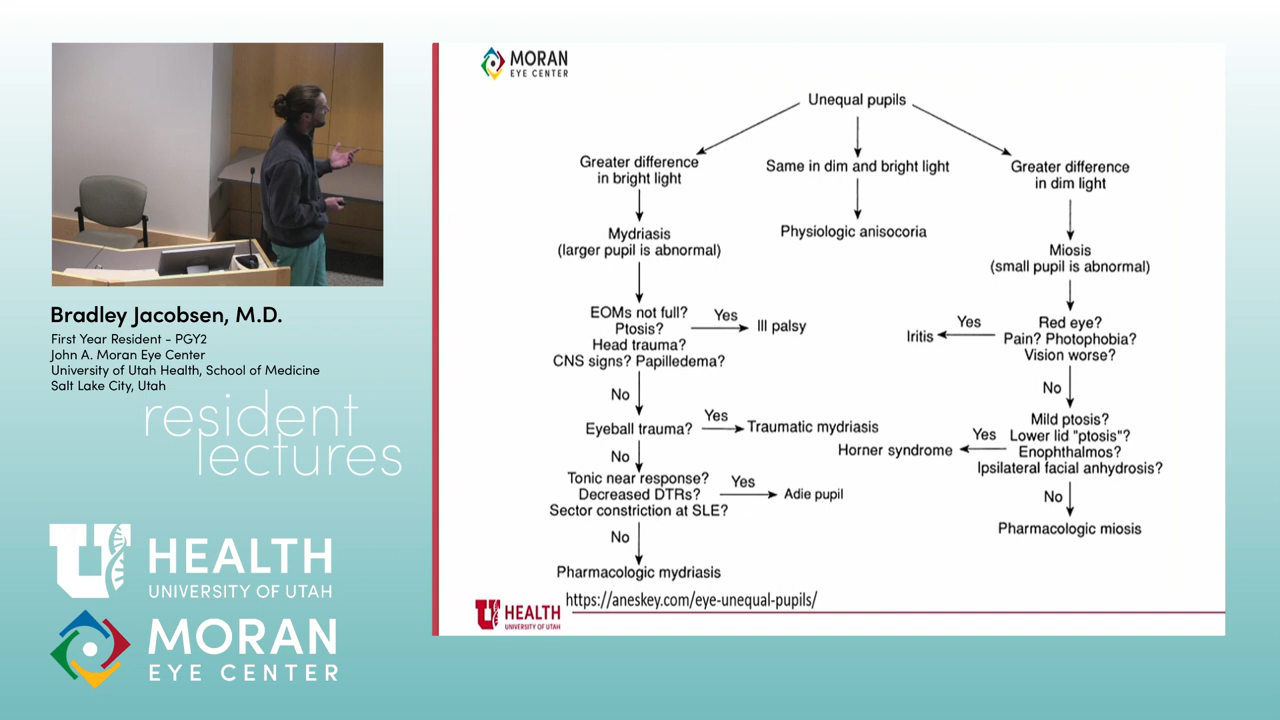 Bradley Jacobsen, M.D.
First Year Resident - PGY2
John A. Moran Eye Center
University of Utah Health, School of Medicine
Salt Lake City, Utah
resident
lectures
U HEALTH
UNIVERSITY OF UTAH
MORAN
EYE CENTER
MORAN
EYE CENTER
Unequal pupils
Greater difference
in bright light
Same in dim and bright light
Greater difference
in dim light
Mydriasis
(larger pupil is abnormal)
Physiologic anisocoria
Miosis
(small pupil is abnormal)
EOMs not full?
Ptosis?
Head trauma?
CNS signs? Papilledema?
Yes
III palsy
Red eye?
Pain? Photophobia?
Vision worse?
Yes
Iritis
No
No
Eyeball trauma?
Yes
Traumatic mydriasis
Mild ptosis?
Lower lid "ptosis"?
Enophthalmos?
Ipsilateral facial anhydrosis?
Yes
Horner syndrome
No
No
Tonic near response?
Decreased DTRs?
Sector constriction at SLE?
Yes
Adie pupil
Pharmacologic miosis
No
Pharmacologic mydriasis
https://aneskey.com/eye-unequal-pupils/
U HEALTH
UNIVERSITY OF UTAH